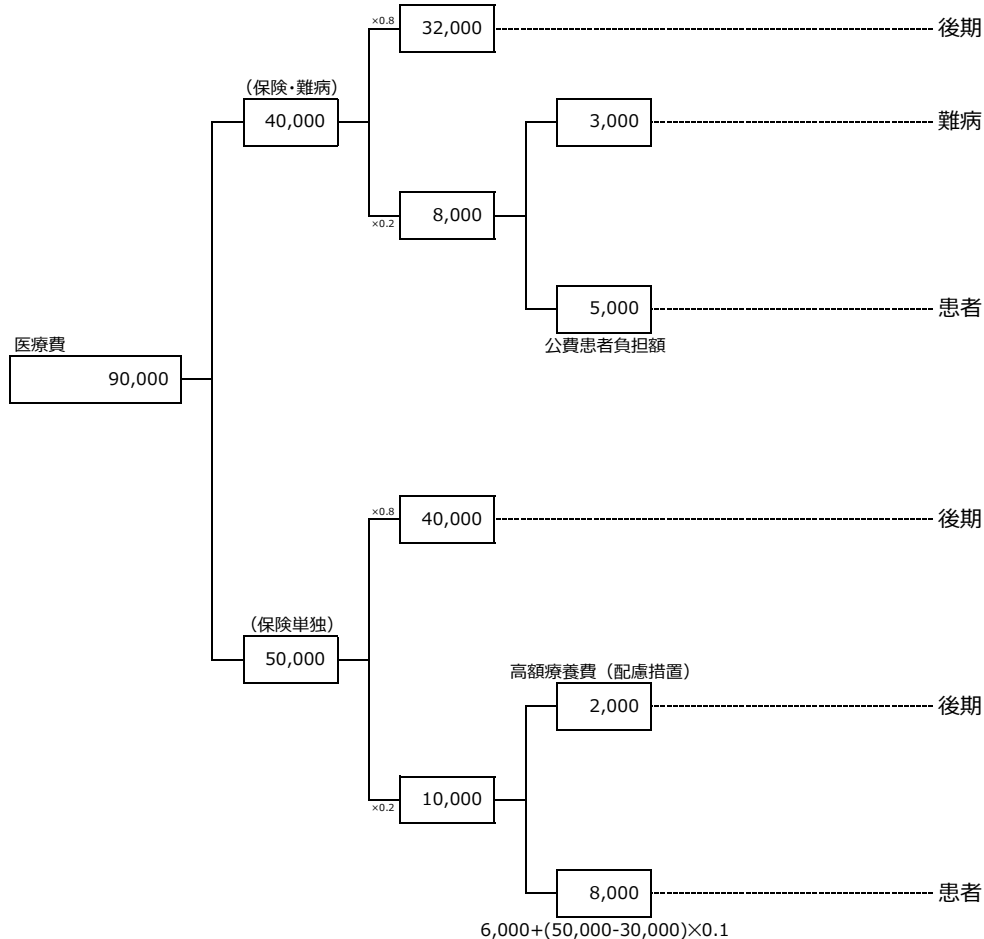 ×0.8
32,000
後期
(保険・難病)
40,000
3,000
難病
8,000
×0.2
5,000
患者
公費患者負担額
医療費
90,000
×0.8
40,000
後期
(保険単独)
50,000
高額療養費(配慮措置)
2,000
後期
10,000
×0.2
8,000
患者
6,000+(50,000-30,000)×0.1